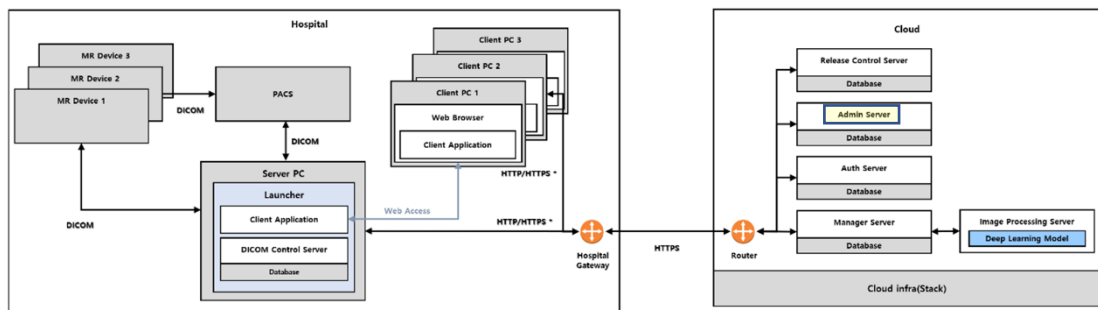 Hospital
MR Device 3
MR Device 2
MR Device 1
DICOM
PACS
DICOM
DICOM
Client PC 3
Client PC 2
Client PC 1
Web Browser
Client Application
HTTP/HTTPS *
Server PC
Launcher
Client Application
DICOM Control Server
Database
Web Access
HTTP/HTTPS *
Hospital
Gateway
HTTPS
Cloud
Router
Release Control Server
Database
Admin Server
Database
Auth Server
Database
Manager Server
Database
Image Processing Server
Deep Learning Model
Cloud infra(Stack)